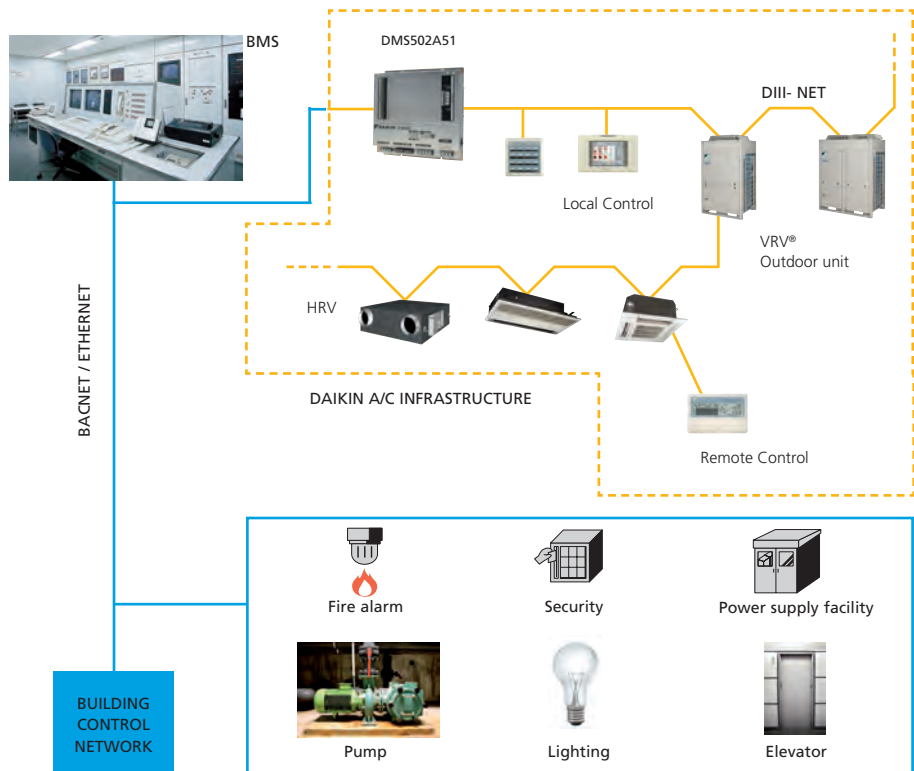 BMS
DMS502A51
DIII- NET
Local Control
VRV®
Outdoor unit
HRV
DAIKIN A/C INFRASTRUCTURE
Remote Control
BACNET / ETHERNET
Fire alarm
Security
Power supply facility
BUILDING
CONTROL
NETWORK
Pump
Lighting
Elevator